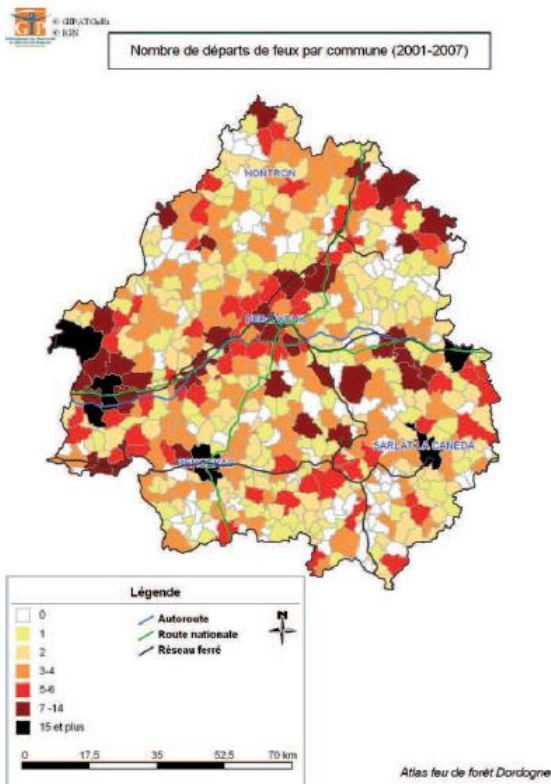 © GIPATGeRi
© IGN
GIP
Nombre de départs de feux par commune (2001-2007)
NONTRON
PERIGUEUX
SARLAT-LA-CANEDA
BERGERAC
Légende
0
1
2
3-4
5-6
7 -14
15 et plus
Autoroute
Route nationale
Réseau ferré
N
0 17,5 35 52,5 70 km
Atlas feu de forêt Dordogne